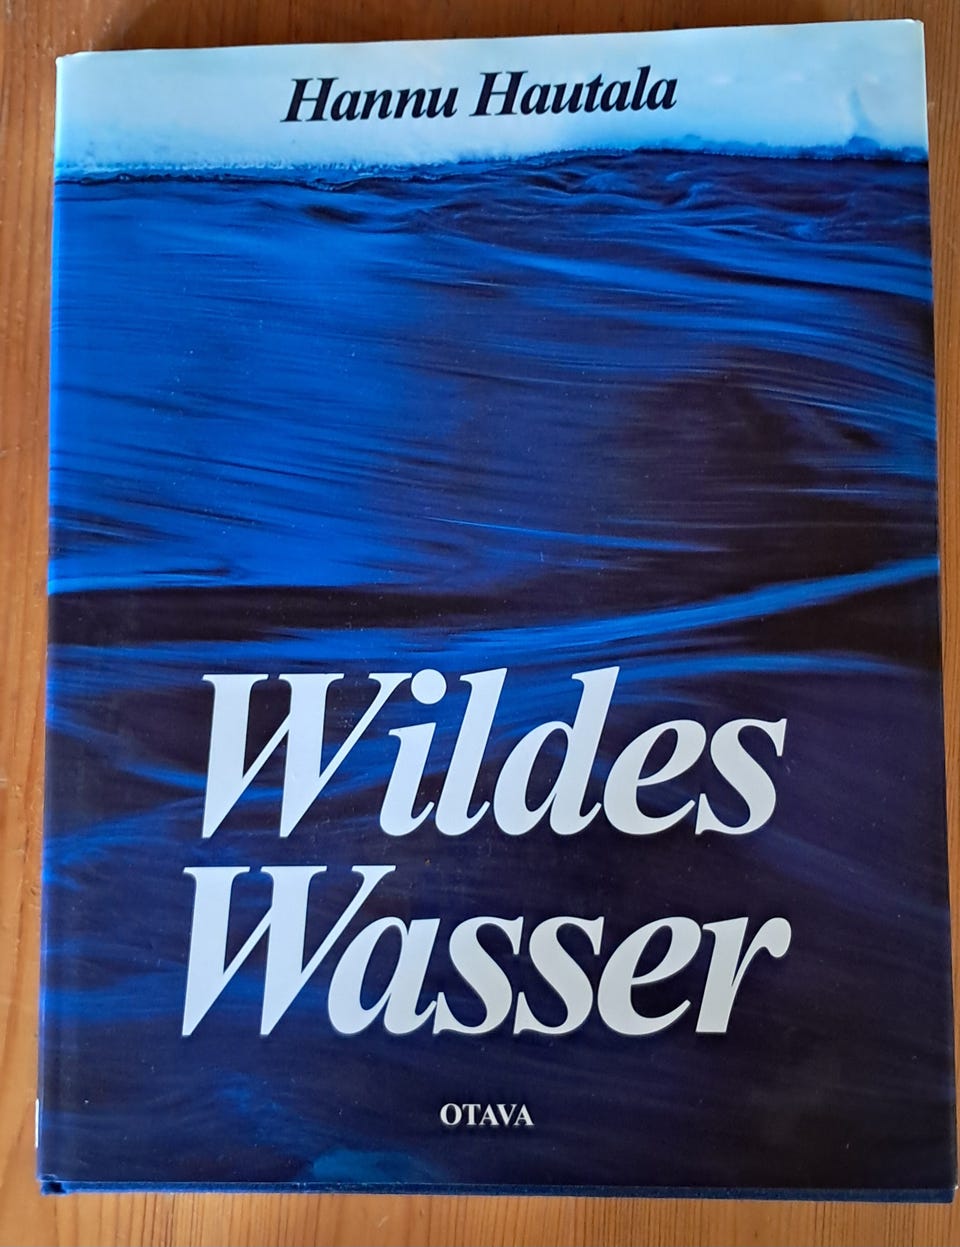 Hannu Hautala
Wildes
Wasser
OTAVA